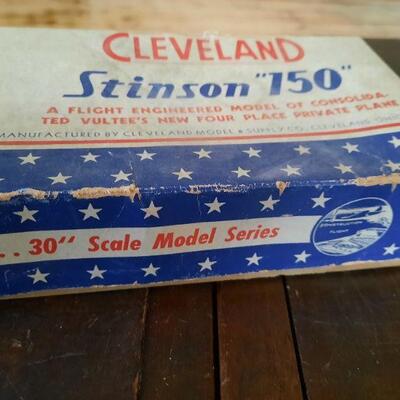 CLEVELAND
Stinson "150"
A FLIGHT ENGINEERED MODEL OF CONSOLIDA-
TED VULTEE'S NEW FOUR PLACE PRIVATE PLANE
MANUFACTURED BY CLEVELAND MODEL & SUPPLY CO., CLEVELAND, OHIO
.. 30" Scale Model Series
FLIGHT